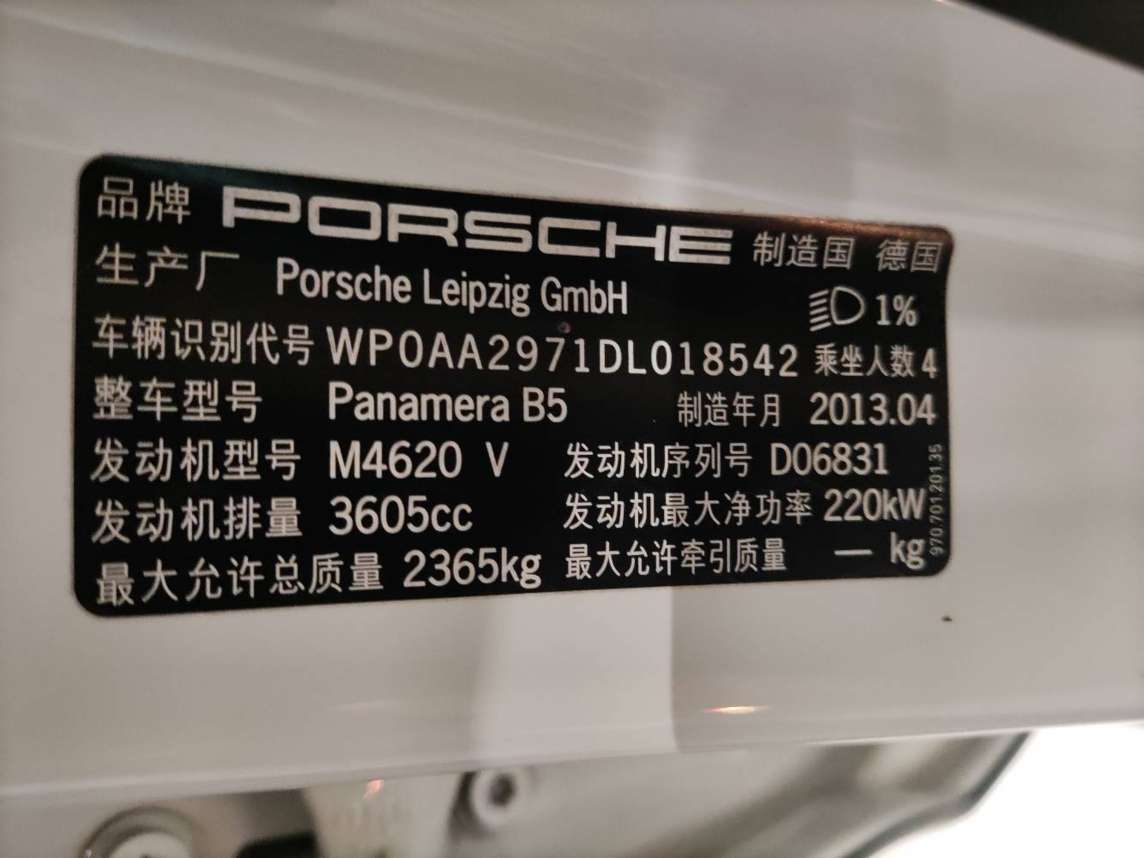 品牌 PORSCHE 制造国 德国
生产厂 Porsche Leipzig GmbH 1%
车辆识别代号 WP0AA2971DL018542 乘坐人数 4
整车型号 Panamera B5 制造年月 2013.04
发动机型号 M4620 V 发动机序列号 D06831
发动机排量 3605cc 发动机最大净功率 220kW
最大允许总质量 2365kg 最大允许牵引质量 — kg
970.701.201.35